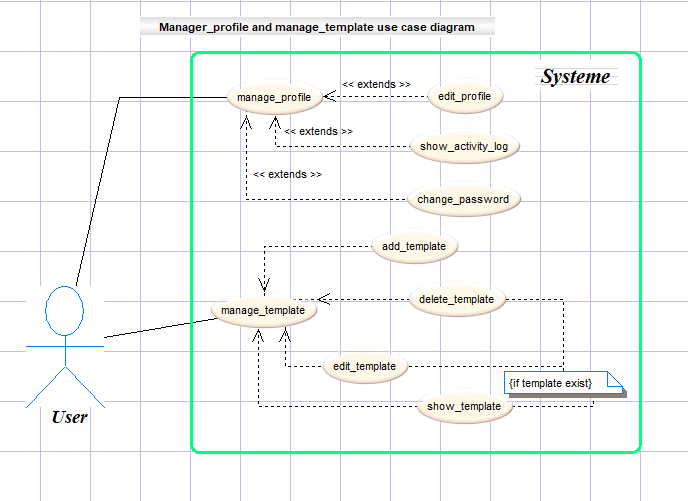 Manager_profile and manage_template use case diagram
Systeme
<< extends >>
manage_profile
edit_profile
<< extends >>
show_activity_log
<< extends >>
change_password
add_template
delete_template
manage_template
edit_template
{if template exist}
show_template
User